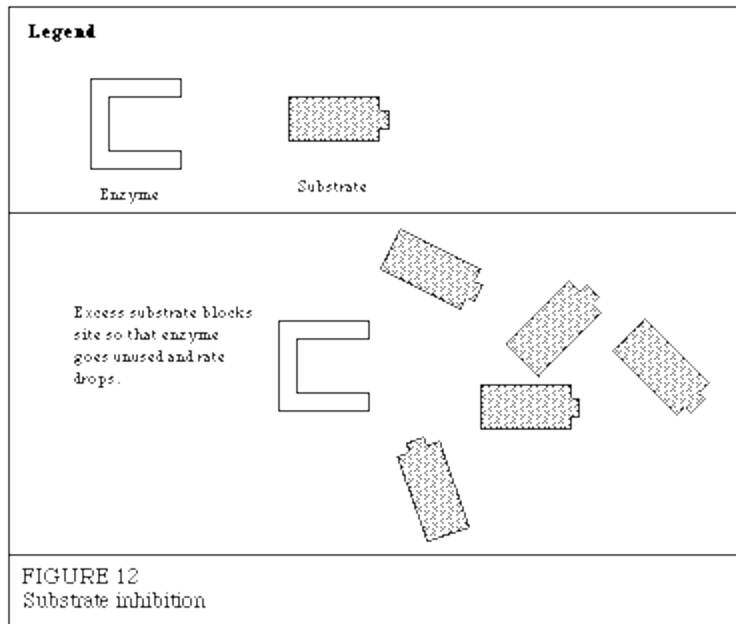 Legend
Enzyme
Substrate
Excess substrate blocks
site so that enzyme
goes unused and rate
drops.
FIGURE 12
Substrate inhibition